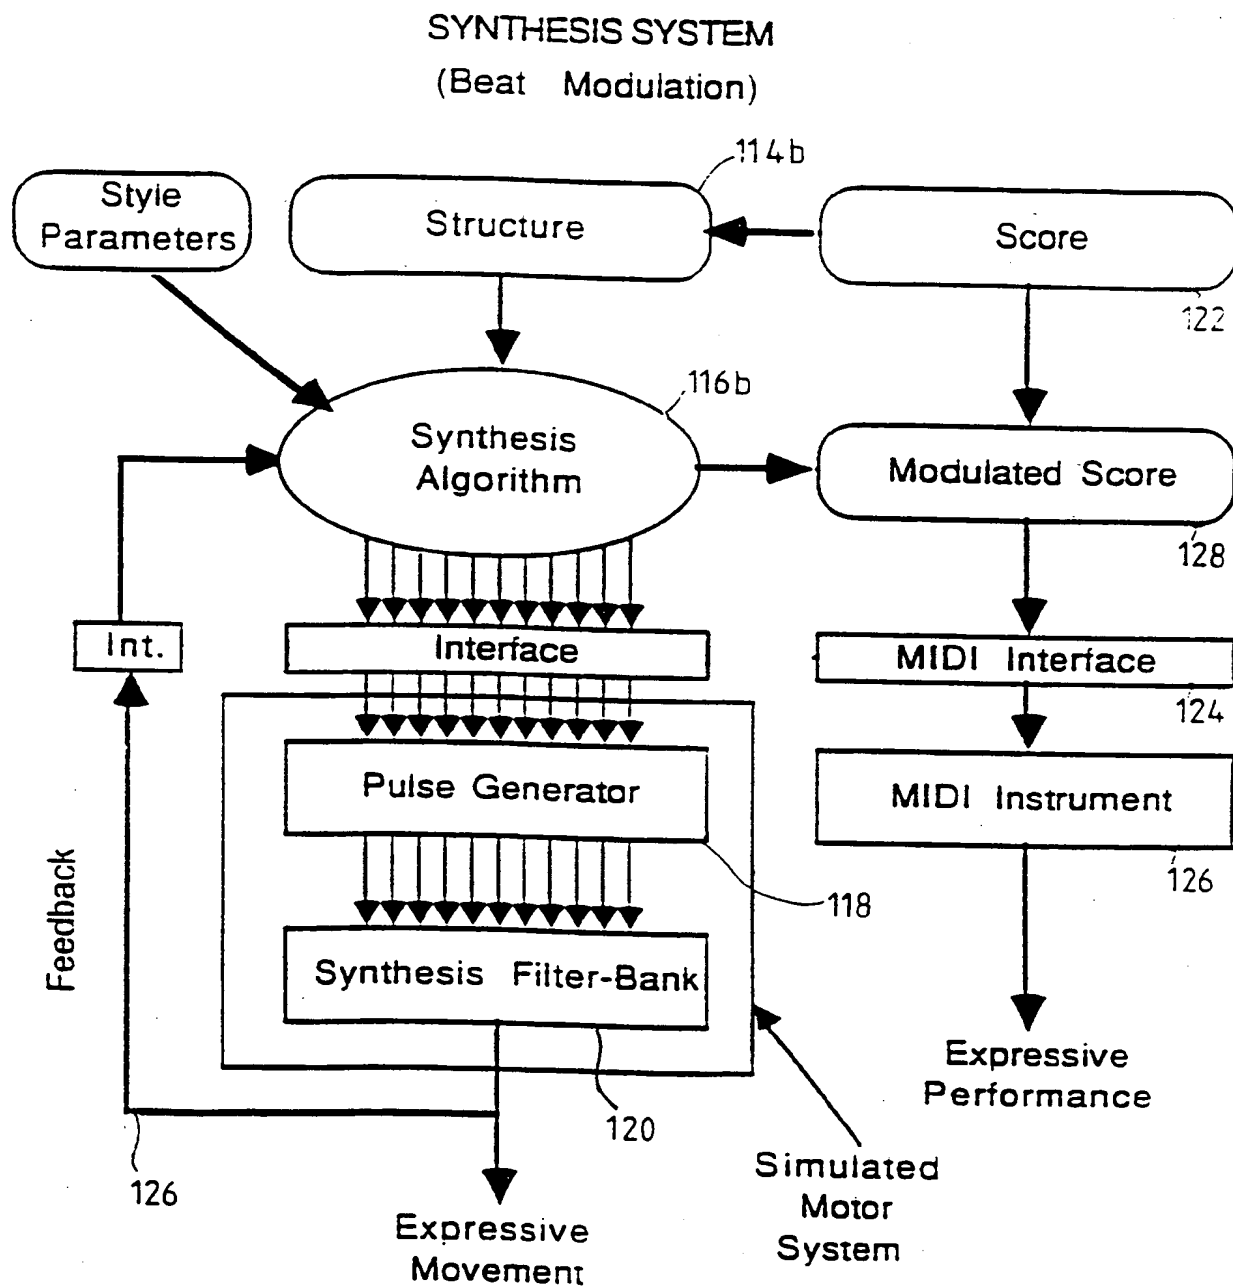 SYNTHESIS SYSTEM
(Beat Modulation)
114b
Style
Parameters
Structure
Score
122
116b
Synthesis
Algorithm
Modulated Score
128
Int.
Interface
MIDI Interface
124
Pulse Generator
MIDI Instrument
126
118
Feedback
Synthesis Filter-Bank
Expressive
Performance
120
126
Simulated
Motor
System
Expressive
Movement